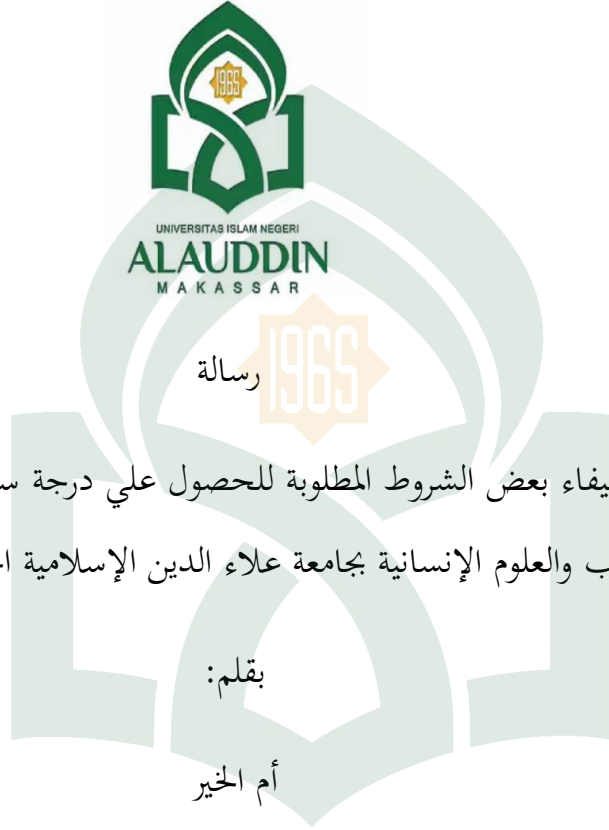 1965
UNIVERSITAS ISLAM NEGERI
ALAUDDIN
MAKASSAR
1965
رسالة
بعض الشروط المطلوبة للحصول علي درجة
والعلوم الإنسانية بجامعة علاء الدين الإسلامية
بقلم:
أم الخير